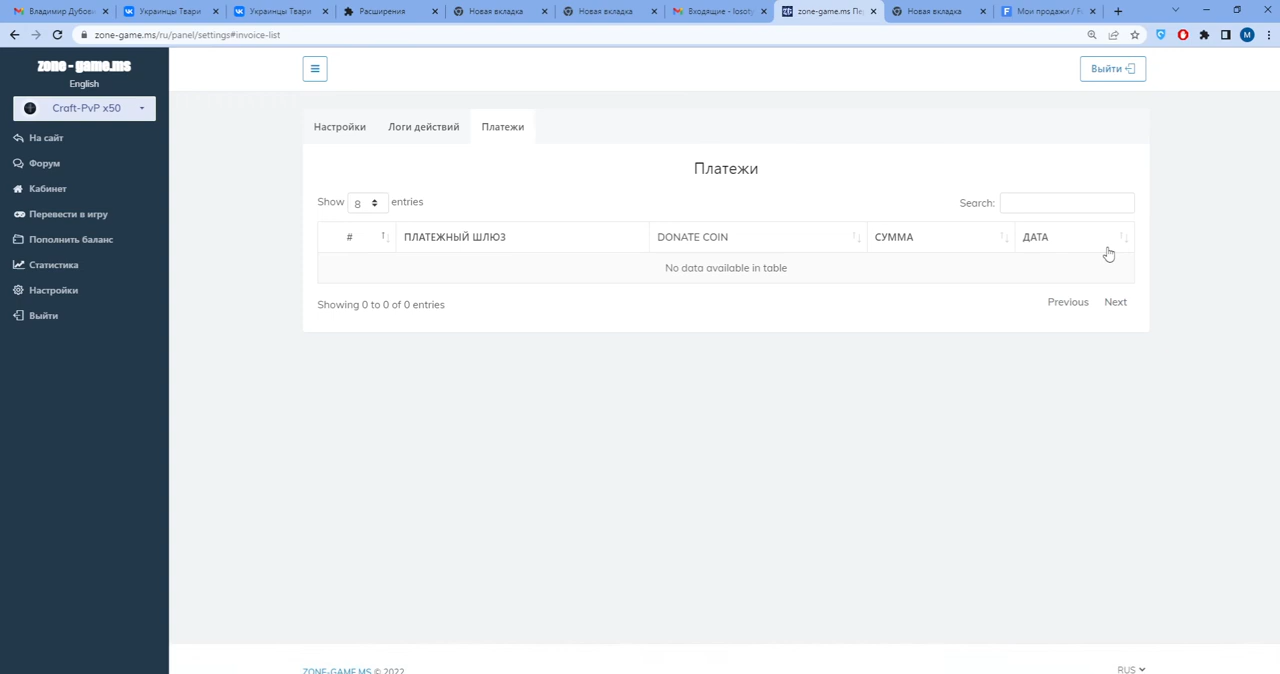 Владимир Дубов
Украинцы Твари
Украинцы Твари
Расширения
Новая вкладка
Новая вкладка
Входящие - losoty
zone-game.ms Пе
Новая вкладка
Мои продажи / Fu
zone-game.ms/ru/panel/settings#invoice-list
M
zone - game.ms
English
Craft-PvP x50
На сайт
Форум
Кабинет
Перевести в игру
Пополнить баланс
Статистика
Настройки
Выйти
Выйти
Настройки
Логи действий
Платежи
Платежи
Show 8 entries
Search:
#
ПЛАТЕЖНЫЙ ШЛЮЗ
DONATE COIN
СУММА
ДАТА
No data available in table
Showing 0 to 0 of 0 entries
Previous
Next
ZONE-GAME.MS © 2022
RUS